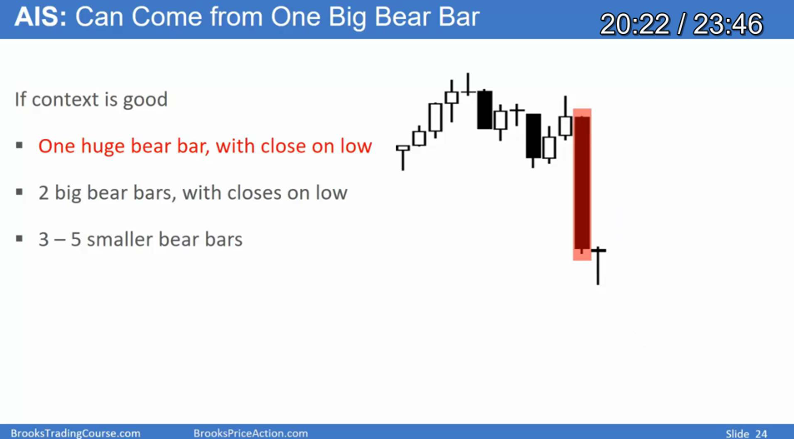 AIS: Can Come from One Big Bear Bar
20:22 / 23:46
If context is good
▪ One huge bear bar, with close on low
▪ 2 big bear bars, with closes on low
▪ 3 – 5 smaller bear bars
BrooksTradingCourse.com
BrooksPriceAction.com
Slide 24